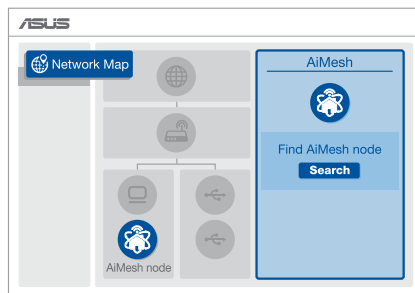 ASUS
Network Map
AiMesh
Find AiMesh node
Search
AiMesh node